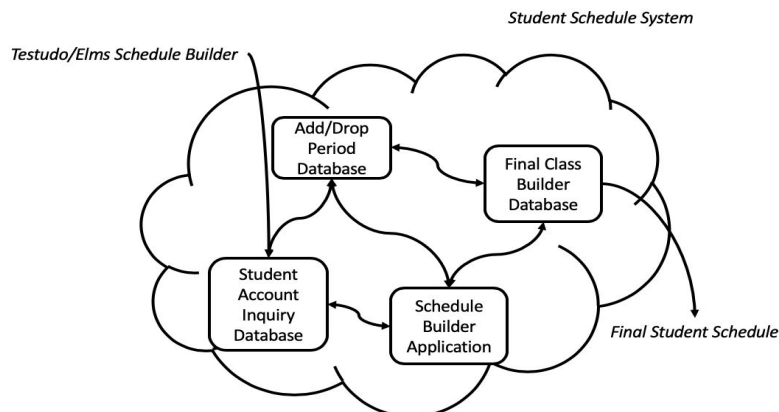 Student Schedule System
Testudo/Elms Schedule Builder
Add/Drop
Period
Database
Final Class
Builder
Database
Student
Account
Inquiry
Database
Schedule
Builder
Application
Final Student Schedule